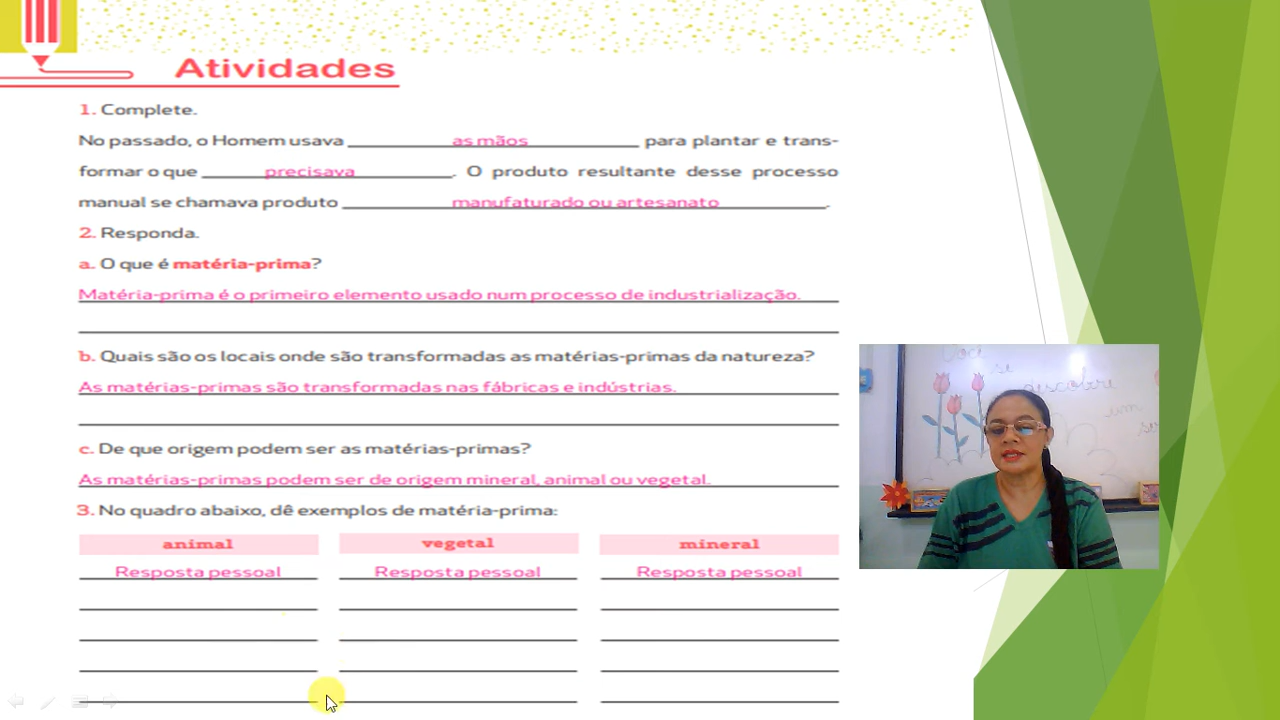 Atividades
1. Complete.
No passado, o Homem usava as mãos para plantar e trans-
formar o que precisava. O produto resultante desse processo
manual se chamava produto manufaturado ou artesanato.
2. Responda.
a. O que é matéria-prima?
Matéria-prima é o primeiro elemento usado num processo de industrialização.
b. Quais são os locais onde são transformadas as matérias-primas da natureza?
As matérias-primas são transformadas nas fábricas e indústrias.
c. De que origem podem ser as matérias-primas?
As matérias-primas podem ser de origem mineral, animal ou vegetal.
3. No quadro abaixo, dê exemplos de matéria-prima:
animal vegetal mineral
Resposta pessoal Resposta pessoal Resposta pessoal
Você
se
descobre
um